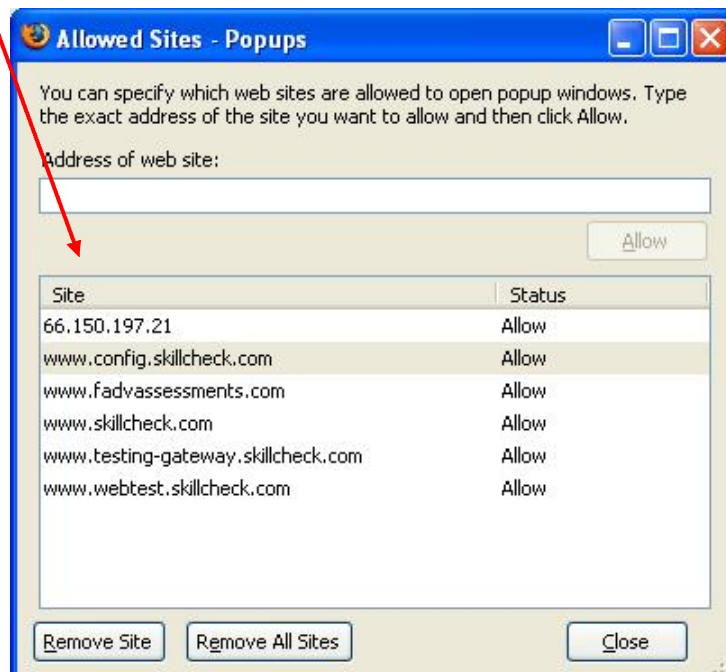 Allowed Sites - Popups
You can specify which web sites are allowed to open popup windows. Type
the exact address of the site you want to allow and then click Allow.
Address of web site:
Allow
Site Status
66.150.197.21 Allow
www.config.skillcheck.com Allow
www.fadvassessments.com Allow
www.skillcheck.com Allow
www.testing-gateway.skillcheck.com Allow
www.webtest.skillcheck.com Allow
Remove Site Remove All Sites Close